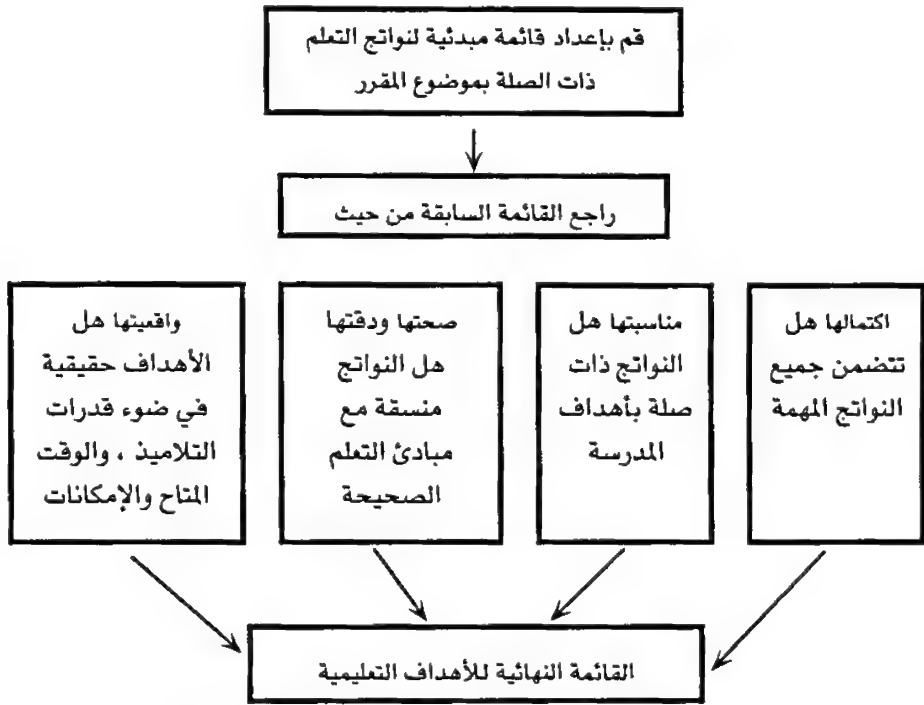 قم بإعداد قائمة مبدئية لنواتج التعلم
ذات الصلة بموضوع المقرر
راجع القائمة السابقة من حيث
اكتمالها هل
تتضمن جميع
النواتج المهمة
مناسبتها هل
النواتج ذات
صلة بأهداف
المدرسة
صحتها ودقتها
هل النواتج
منسقة مع
مبادئ التعلم
الصحيحة
واقعيتها هل
الأهداف حقيقية
في ضوء قدرات
التلاميذ ، والوقت
المتاح والإمكانات
القائمة النهائية للأهداف التعليمية